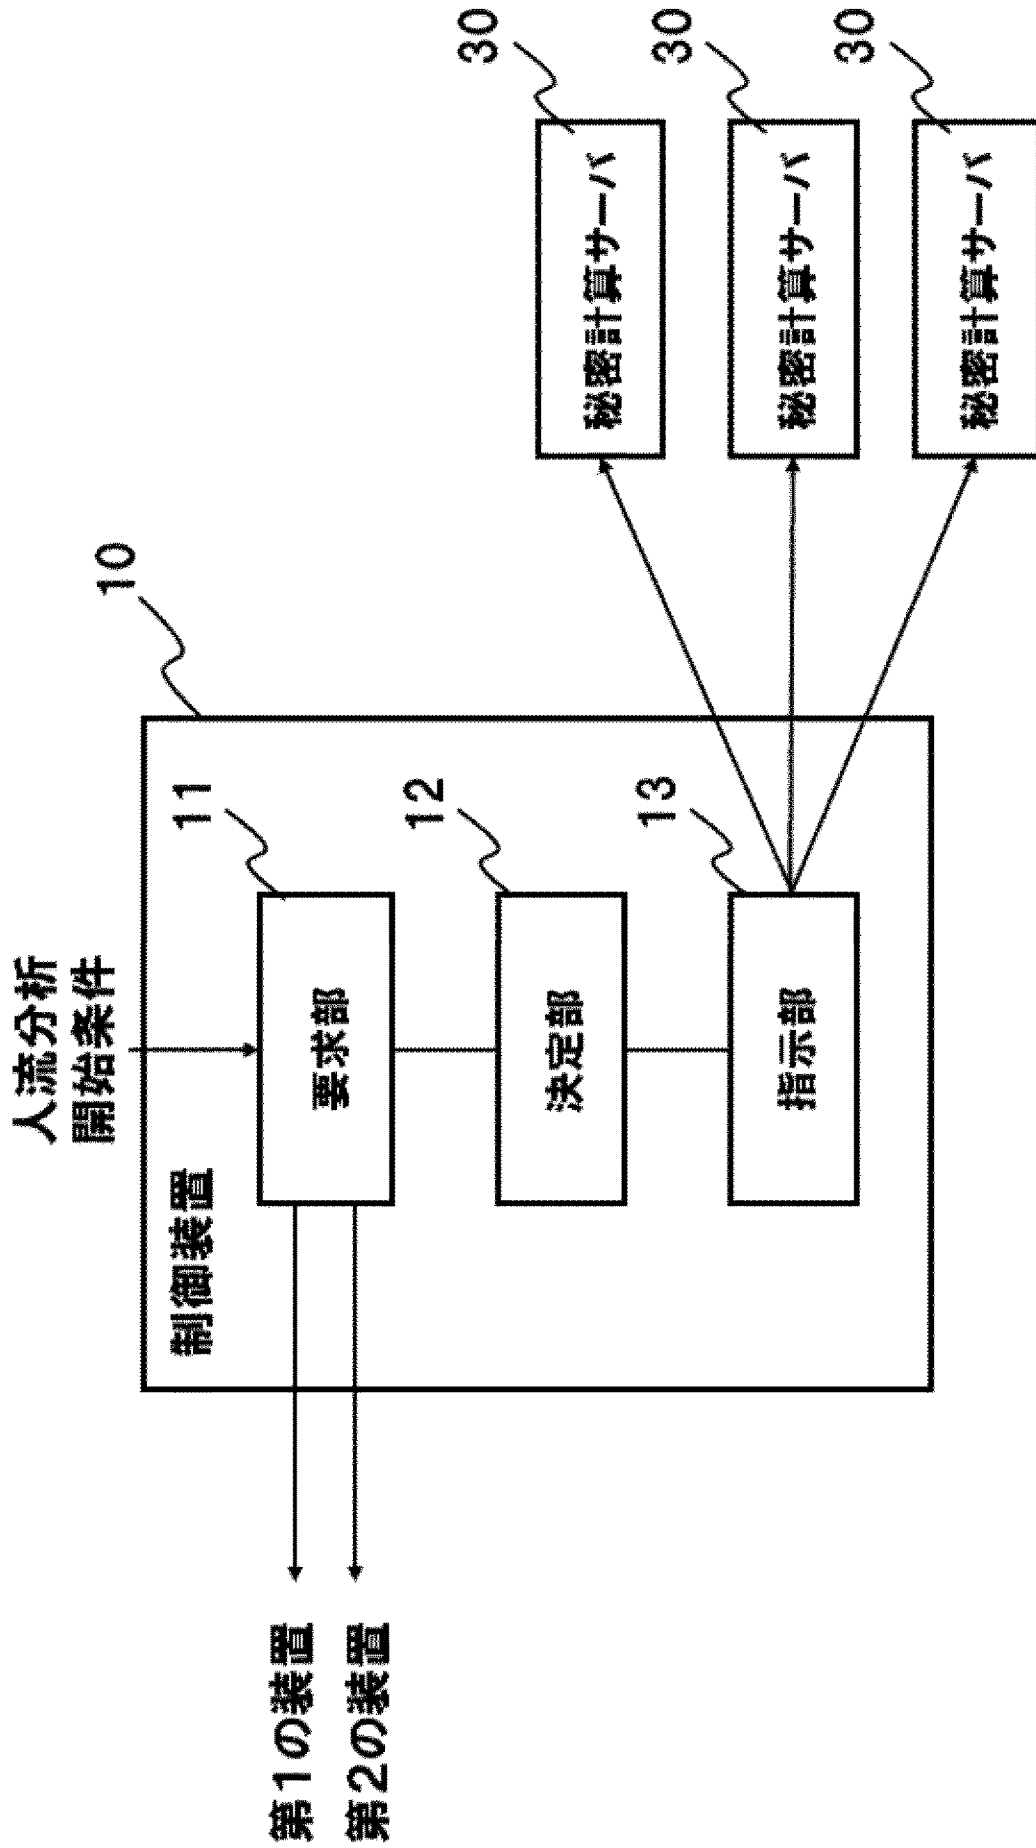 人流分析
開始条件
制御装置
10
要求部
11
決定部
12
指示部
13
第1の装置
第2の装置
秘密計算サーバ
30
秘密計算サーバ
30
秘密計算サーバ
30